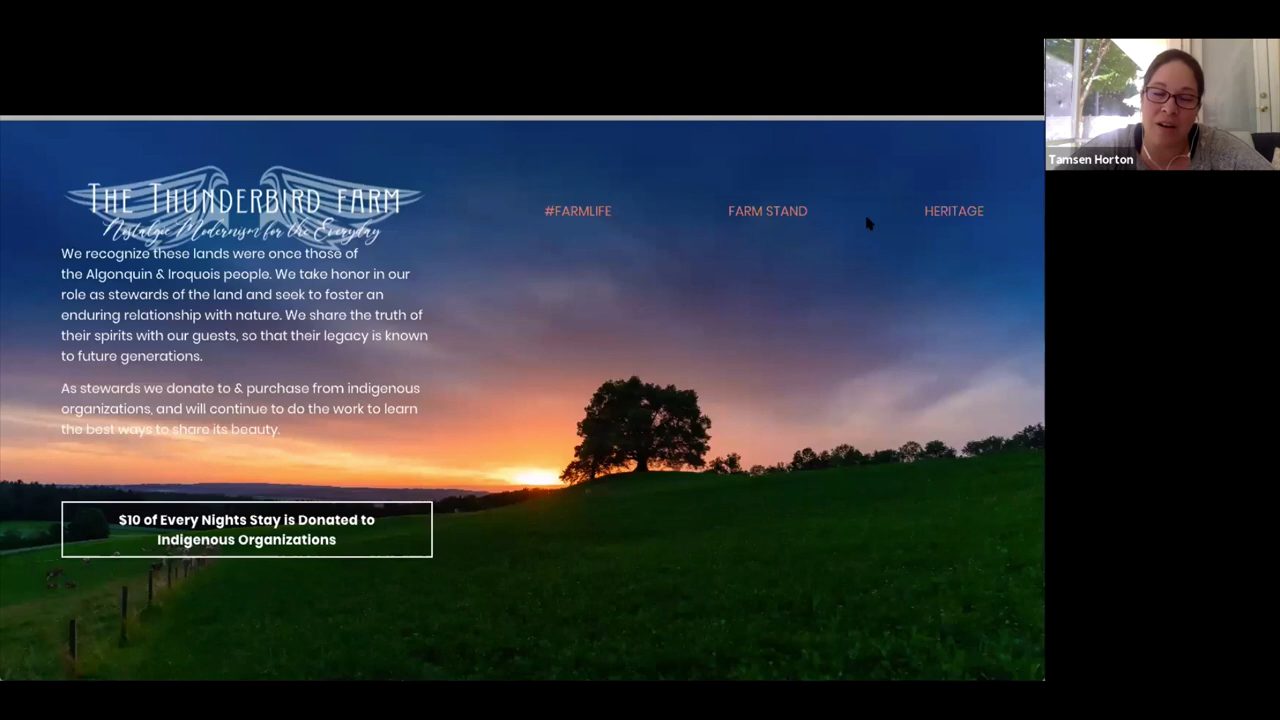 THE THUNDERBIRD FARM
Nostalgic Modernism for the Everyday
#FARMLIFE
FARM STAND
HERITAGE
We recognize these lands were once those of
the Algonquin & Iroquois people. We take honor in our
role as stewards of the land and seek to foster an
enduring relationship with nature. We share the truth of
their spirits with our guests, so that their legacy is known
to future generations.
As stewards we donate to & purchase from indigenous
organizations, and will continue to do the work to learn
the best ways to share its beauty.
$10 of Every Nights Stay is Donated to
Indigenous Organizations
Tamsen Horton